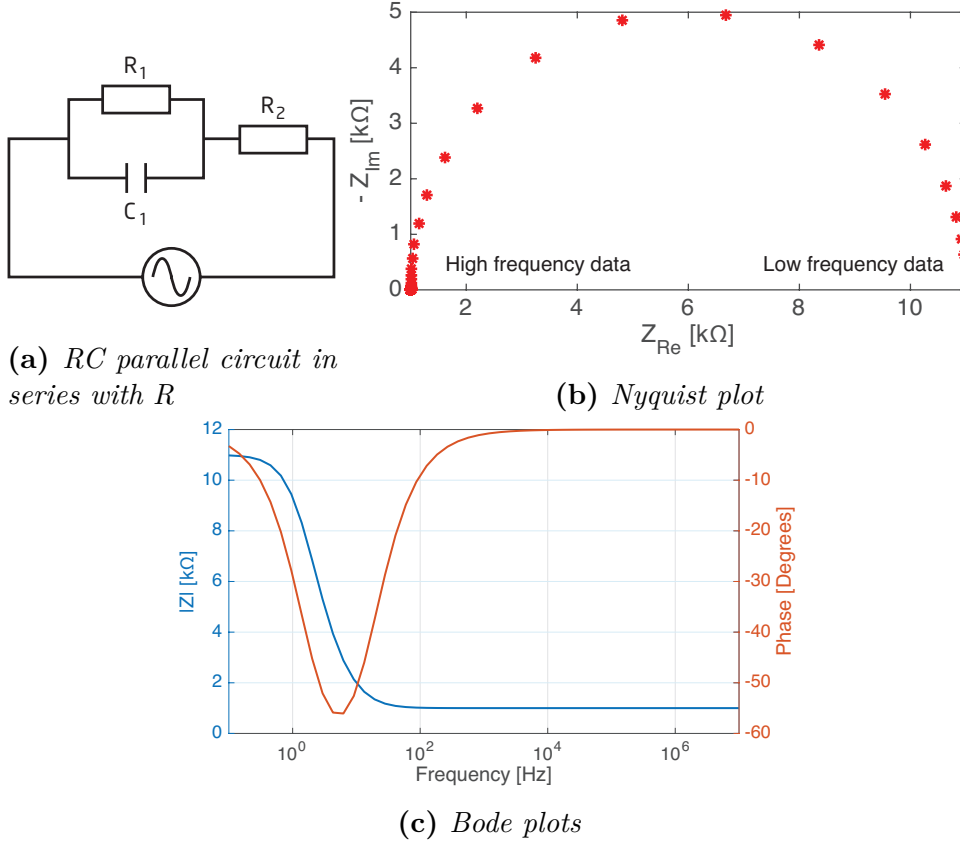 R1
R2
C1
(a) RC parallel circuit in
series with R
5
4
3
2
1
0
- ZIm [kΩ]
High frequency data
Low frequency data
2
4
6
8
10
ZRe [kΩ]
(b) Nyquist plot
12
10
8
6
4
2
0
|Z| [kΩ]
0
-10
-20
-30
-40
-50
-60
Phase [Degrees]
10^0
10^2
10^4
10^6
Frequency [Hz]
(c) Bode plots